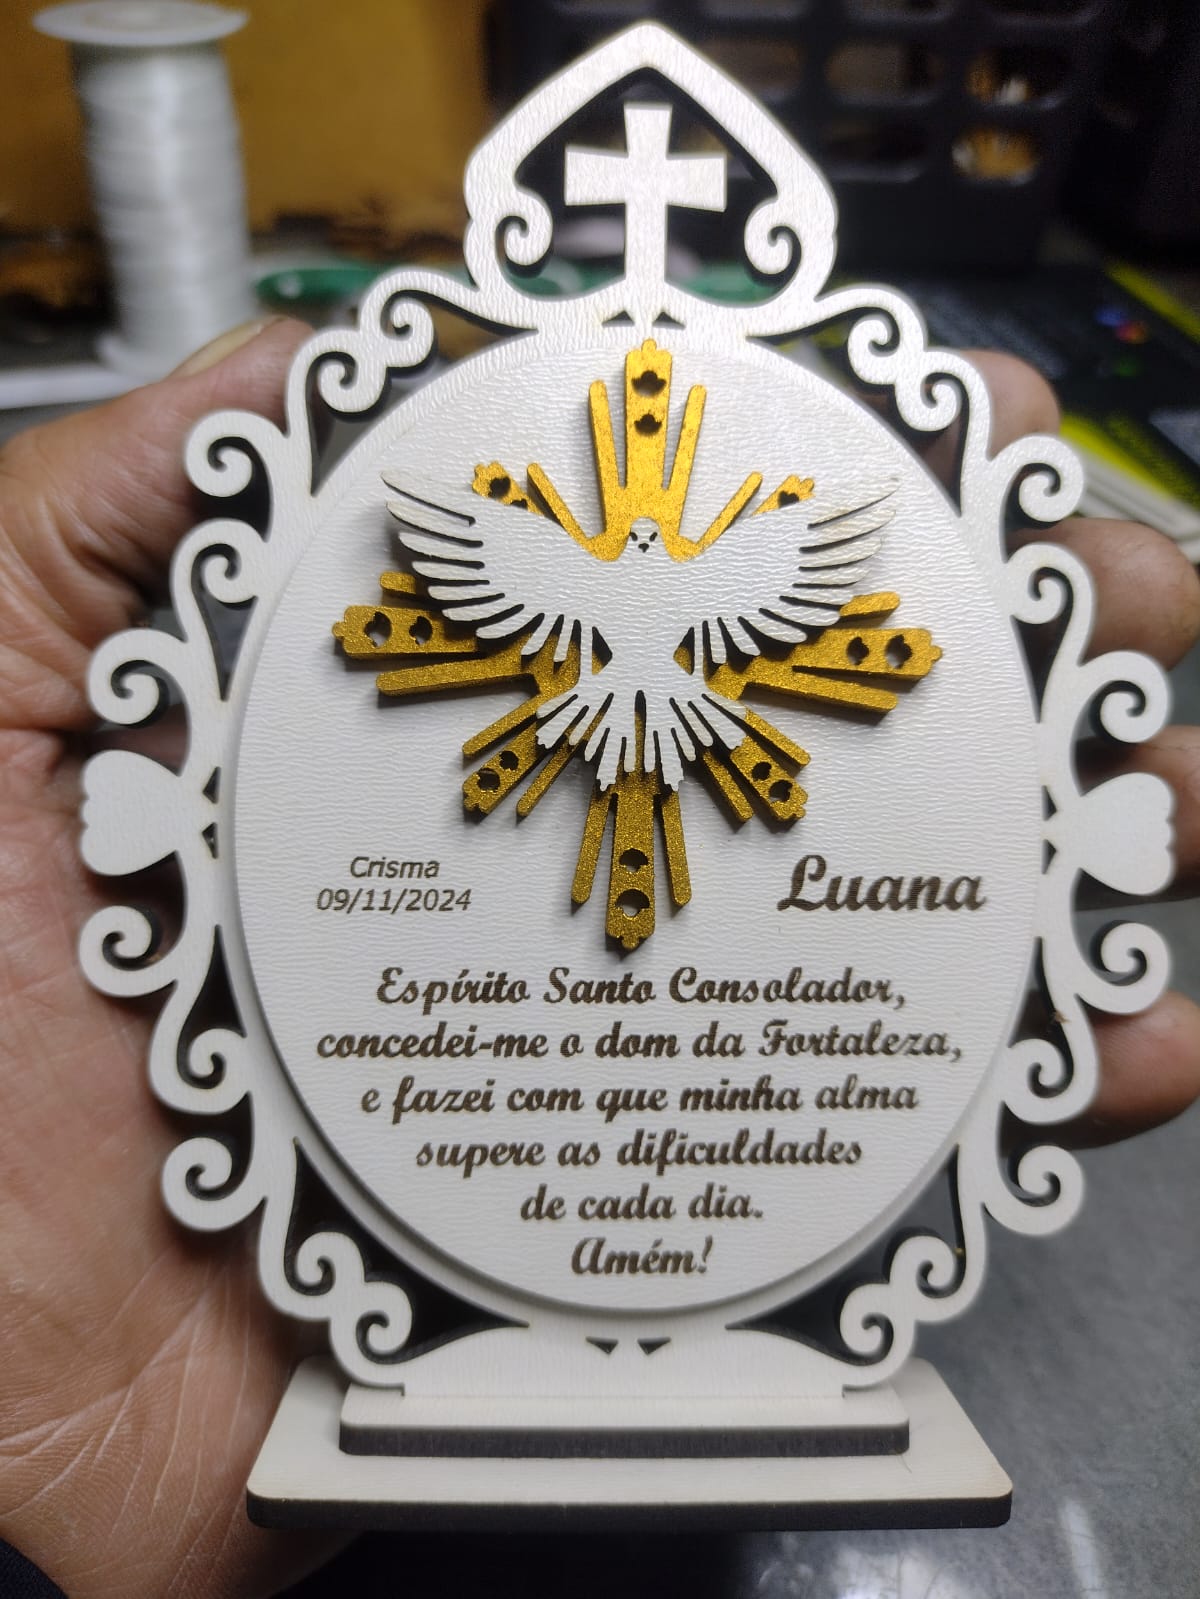 Crisma
09/11/2024
Luana
Espírito Santo Consolador,
concedei-me o dom da Fortaleza,
e fazei com que minha alma
supere as dificuldades
de cada dia.
Amém!